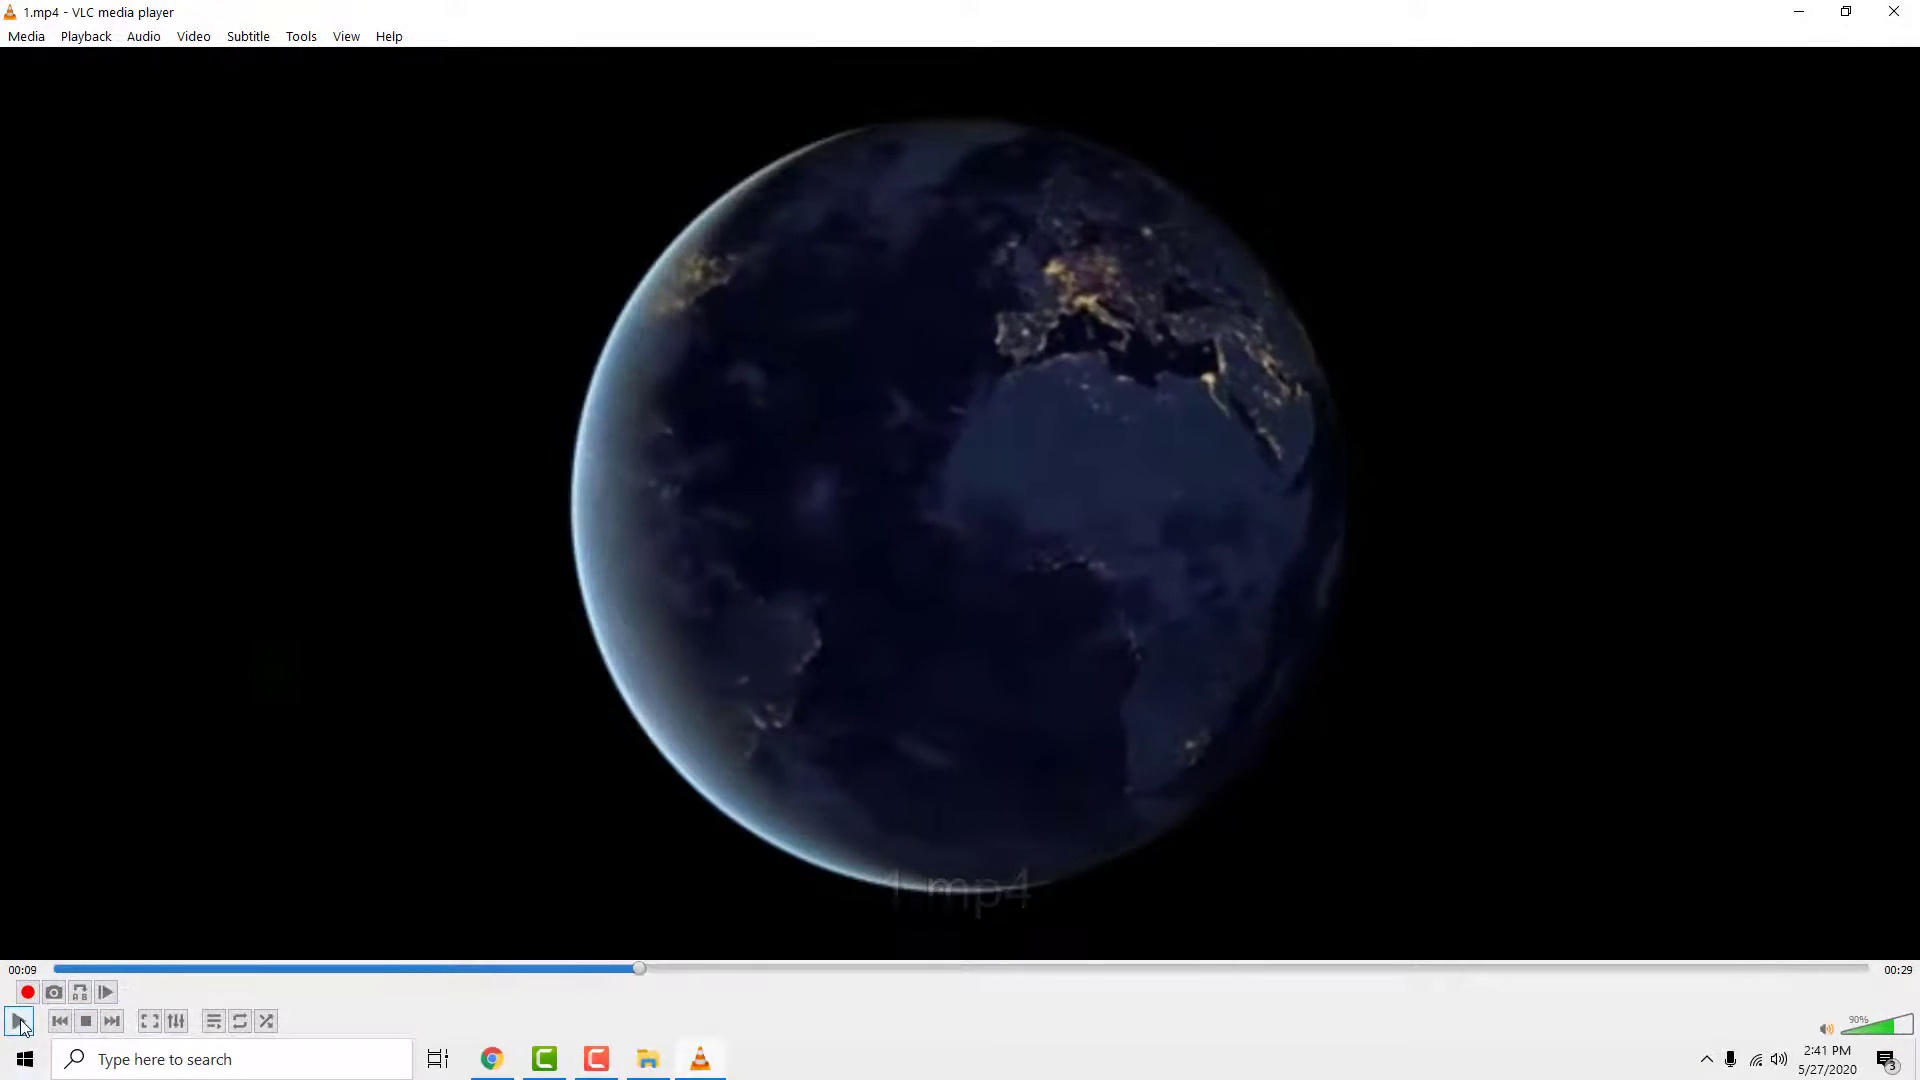 1.mp4 - VLC media player
Media Playback Audio Video Subtitle Tools View Help
1.mp4
00:09
00:29
A B
90%
Type here to search
2:41 PM
5/27/2020
3